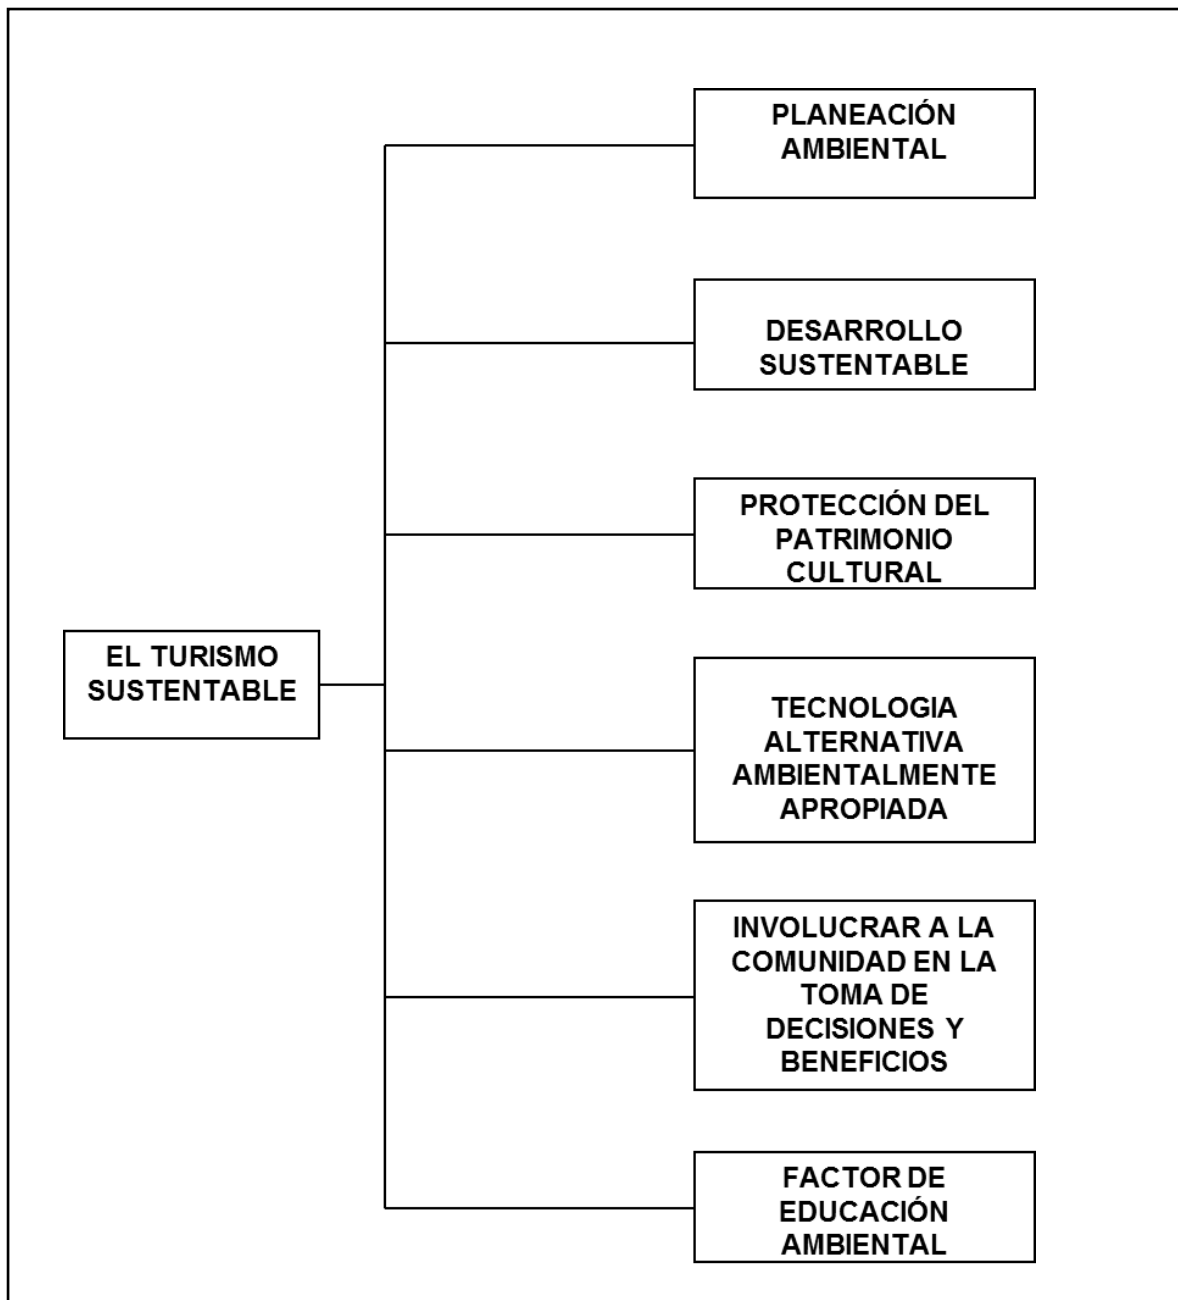 PLANEACIÓN
AMBIENTAL
DESARROLLO
SUSTENTABLE
PROTECCIÓN DEL
PATRIMONIO
CULTURAL
EL TURISMO
SUSTENTABLE
TECNOLOGIA
ALTERNATIVA
AMBIENTALMENTE
APROPIADA
INVOLUCRAR A LA
COMUNIDAD EN LA
TOMA DE
DECISIONES Y
BENEFICIOS
FACTOR DE
EDUCACIÓN
AMBIENTAL